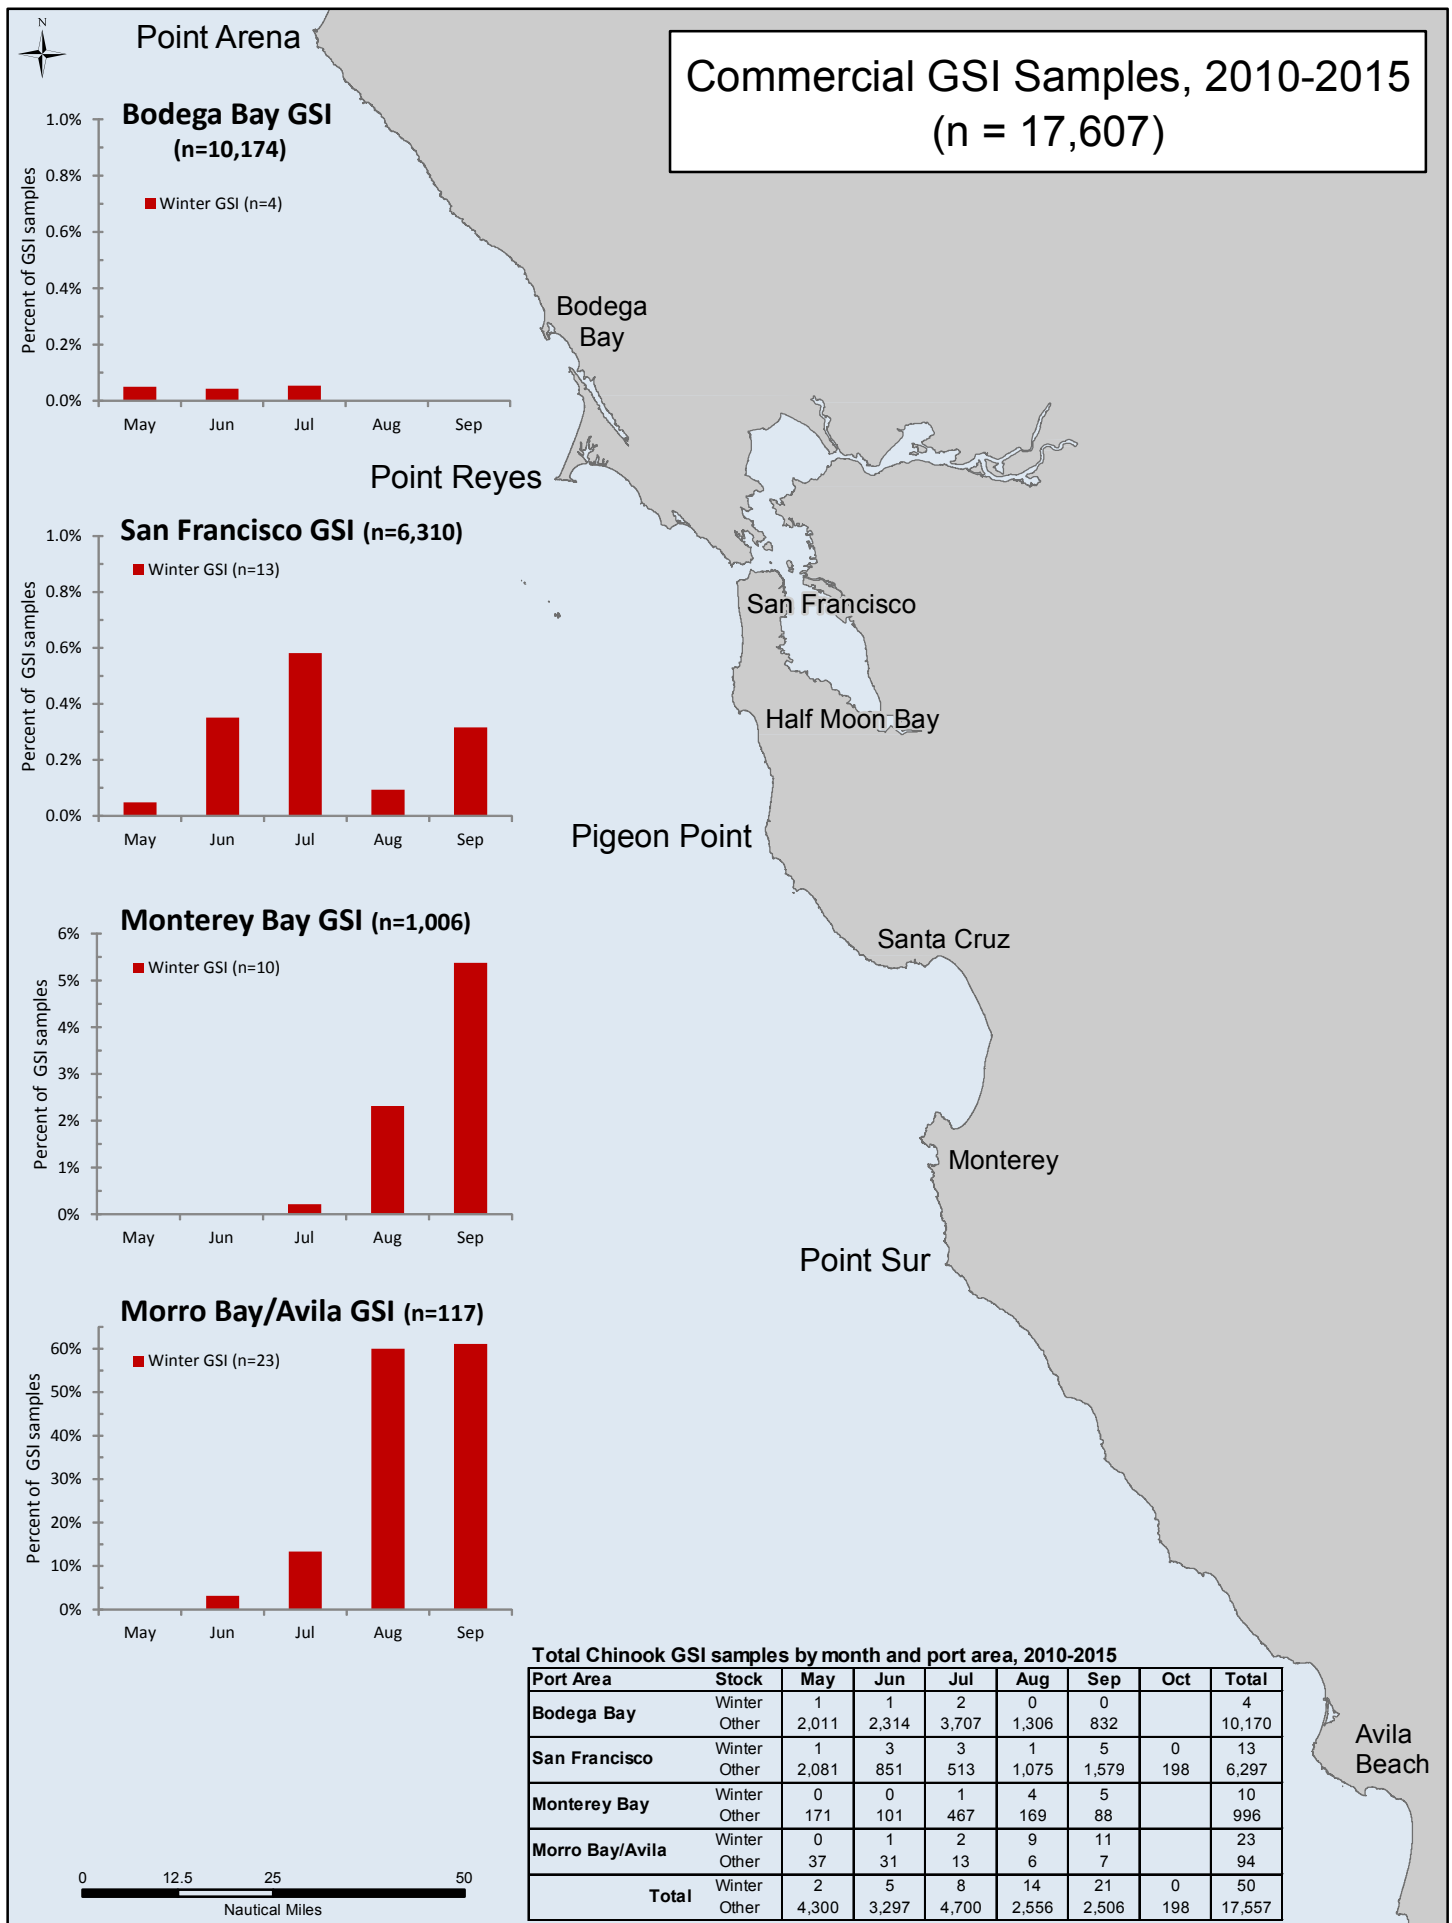 N
Point Arena
Commercial GSI Samples, 2010-2015
(n = 17,607)
Bodega Bay GSI
(n=10,174)
Winter GSI (n=4)
Percent of GSI samples
1.0%
0.8%
0.6%
0.4%
0.2%
0.0%
May Jun Jul Aug Sep
Bodega
Bay
Point Reyes
San Francisco GSI (n=6,310)
Winter GSI (n=13)
Percent of GSI samples
1.0%
0.8%
0.6%
0.4%
0.2%
0.0%
May Jun Jul Aug Sep
San Francisco
Half Moon Bay
Pigeon Point
Monterey Bay GSI (n=1,006)
Winter GSI (n=10)
Percent of GSI samples
6%
5%
4%
3%
2%
1%
0%
May Jun Jul Aug Sep
Santa Cruz
Monterey
Point Sur
Morro Bay/Avila GSI (n=117)
Winter GSI (n=23)
Percent of GSI samples
60%
50%
40%
30%
20%
10%
0%
May Jun Jul Aug Sep
Total Chinook GSI samples by month and port area, 2010-2015
Port Area Stock May Jun Jul Aug Sep Oct Total
Bodega Bay
Winter 1 1 2 0 0 4
Other 2,011 2,314 3,707 1,306 832 10,170
San Francisco
Winter 1 3 3 1 5 0 13
Other 2,081 851 513 1,075 1,579 198 6,297
Monterey Bay
Winter 0 0 1 4 5 10
Other 171 101 467 169 88 996
Morro Bay/Avila
Winter 0 1 2 9 11 23
Other 37 31 13 6 7 94
Total
Winter 2 5 8 14 21 0 50
Other 4,300 3,297 4,700 2,556 2,506 198 17,557
Avila
Beach
0 12.5 25 50
Nautical Miles